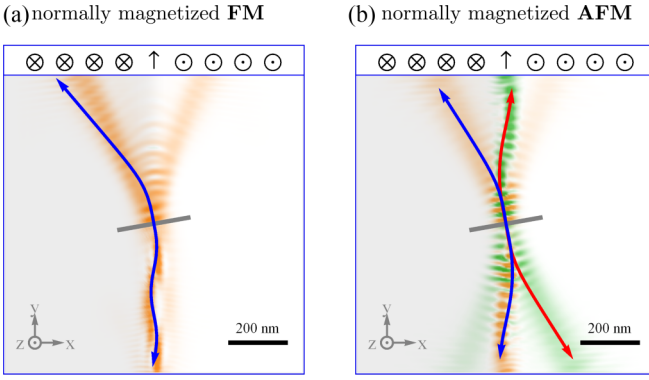 (a) normally magnetized FM
(b) normally magnetized AFM
⊗ ⊗ ⊗ ⊗ ↑ ⊙ ⊙ ⊙ ⊙
⊗ ⊗ ⊗ ⊗ ↑ ⊙ ⊙ ⊙ ⊙
y
z x
200 nm
y
z x
200 nm